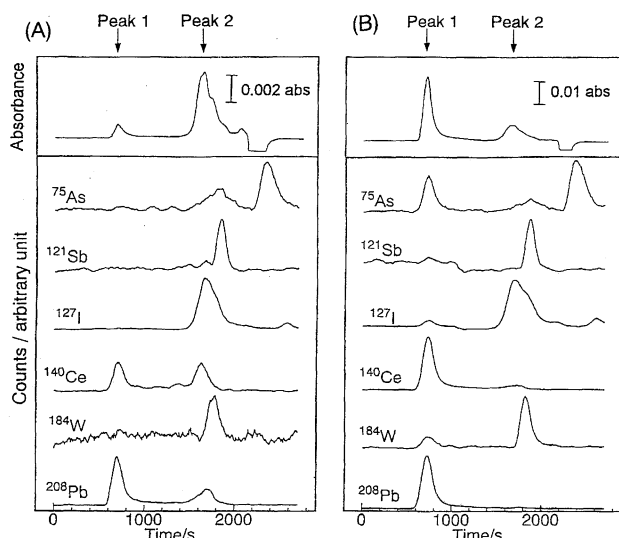 (A) Peak 1 Peak 2
(B) Peak 1 Peak 2
Absorbance
0.002 abs
0.01 abs
Counts / arbitrary unit
⁷⁵As
¹²¹Sb
¹²⁷I
¹⁴⁰Ce
¹⁸⁴W
²⁰⁸Pb
0 1000 2000
Time/s
⁷⁵As
¹²¹Sb
¹²⁷I
¹⁴⁰Ce
¹⁸⁴W
²⁰⁸Pb
0 1000 2000
Time/s